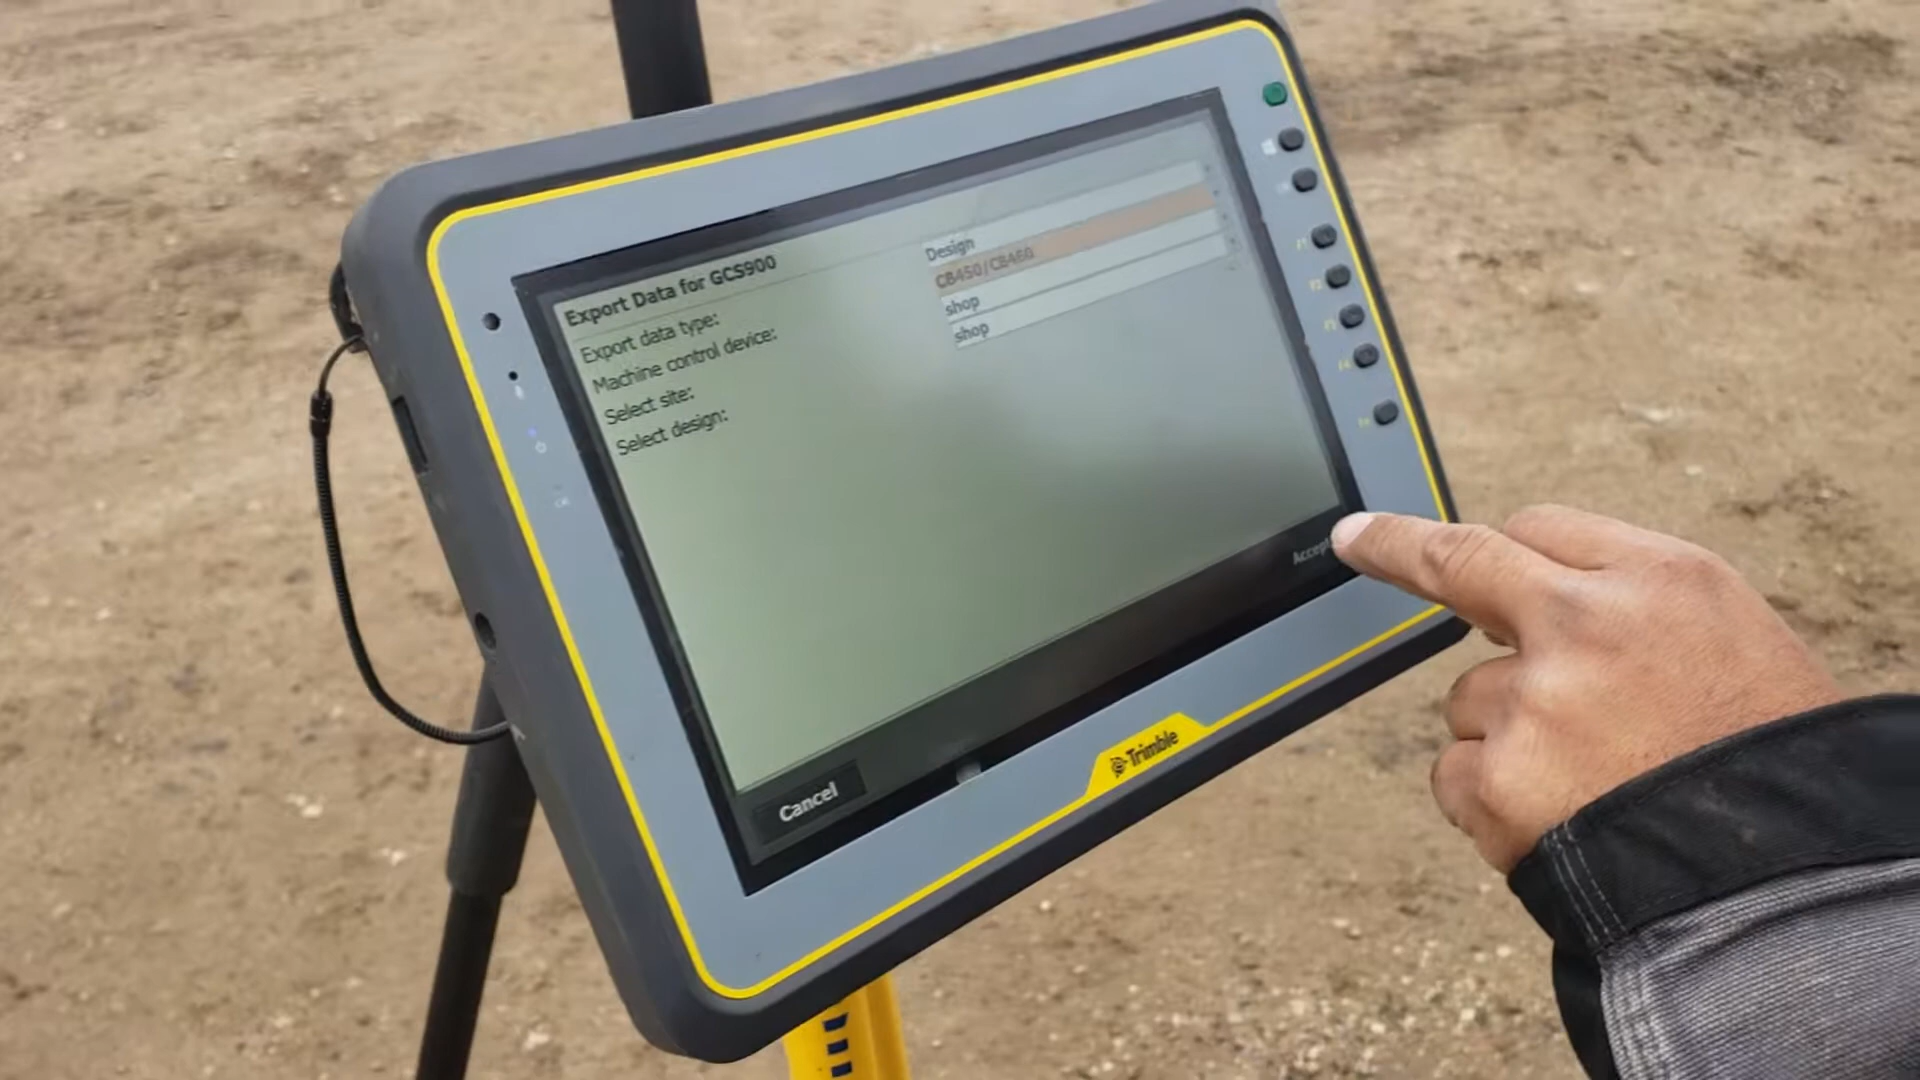 Export Data for GCS900
Export data type: Design
Machine control device: CB450/CB460
Select site: shop
Select design: shop
Accept
Cancel
Trimble